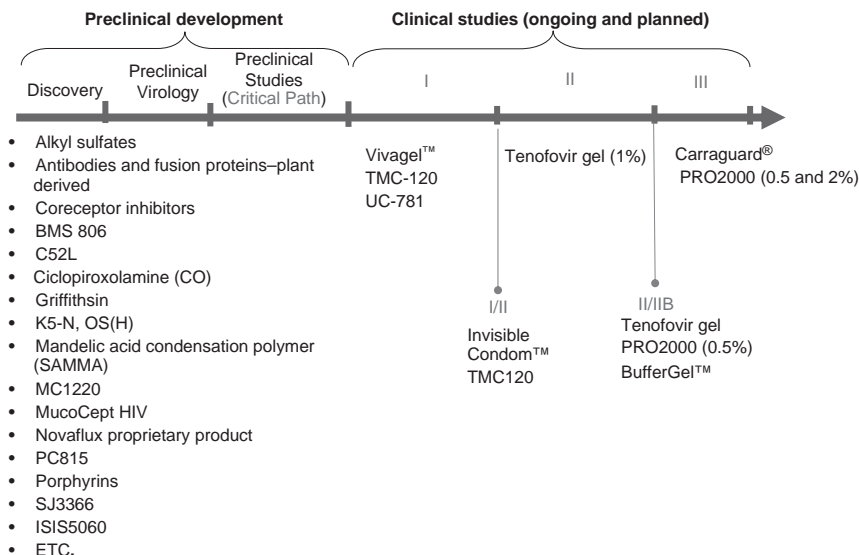 Preclinical development
Clinical studies (ongoing and planned)
Discovery
Preclinical
Virology
Preclinical
Studies
(Critical Path)
I
II
III
• Alkyl sulfates
• Antibodies and fusion proteins–plant
derived
• Coreceptor inhibitors
• BMS 806
• C52L
• Ciclopiroxolamine (CO)
• Griffithsin
• K5-N, OS(H)
• Mandelic acid condensation polymer
(SAMMA)
• MC1220
• MucoCept HIV
• Novaflux proprietary product
• PC815
• Porphyrins
• SJ3366
• ISIS5060
• ETC.
Vivagel™
TMC-120
UC-781
Tenofovir gel (1%)
Carraguard®
PRO2000 (0.5 and 2%)
I/II
Invisible
Condom™
TMC120
II/IIB
Tenofovir gel
PRO2000 (0.5%)
BufferGel™